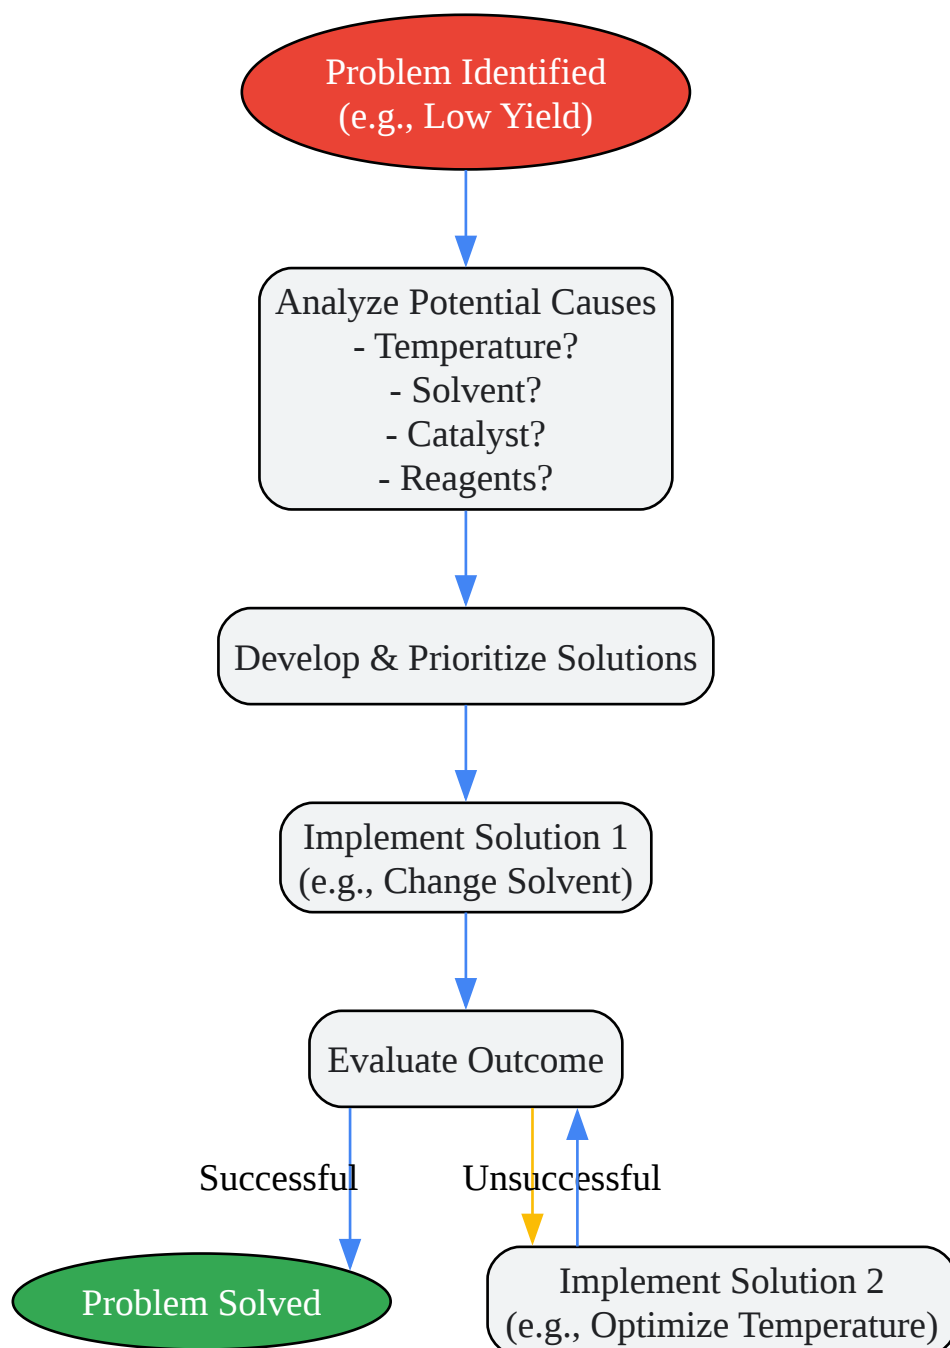 Problem Identified
(e.g., Low Yield)
Analyze Potential Causes
- Temperature?
- Solvent?
- Catalyst?
- Reagents?
Develop & Prioritize Solutions
Implement Solution 1
(e.g., Change Solvent)
Evaluate Outcome
Successful
Unsuccessful
Problem Solved
Implement Solution 2
(e.g., Optimize Temperature)